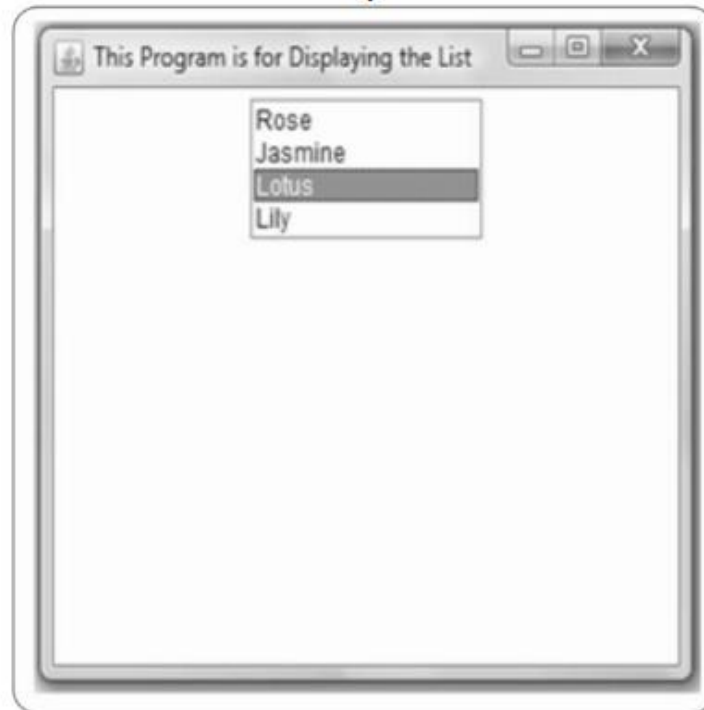 This Program is for Displaying the List
Rose
Jasmine
Lotus
Lily